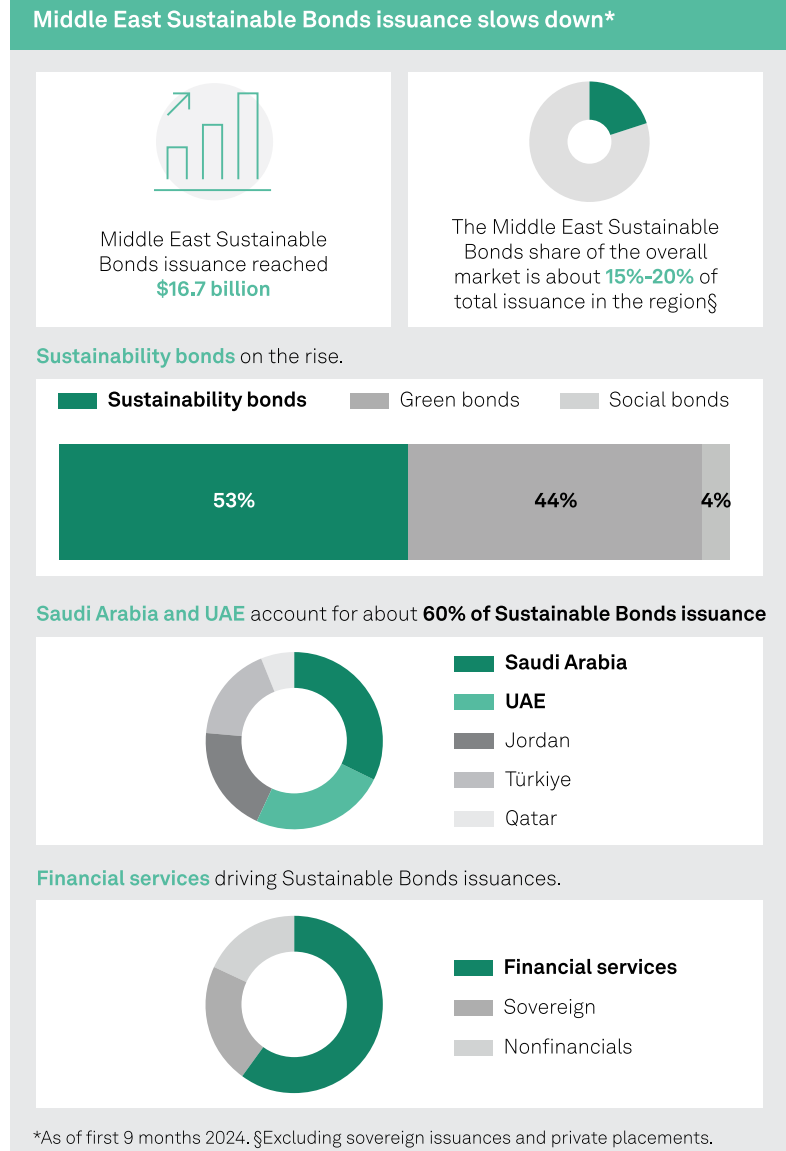 Middle East Sustainable Bonds issuance slows down*
Middle East Sustainable
Bonds issuance reached
$16.7 billion
The Middle East Sustainable
Bonds share of the overall
market is about 15%-20% of
total issuance in the region§
Sustainability bonds on the rise.
Sustainability bonds
Green bonds
Social bonds
53%
44%
4%
Saudi Arabia and UAE account for about 60% of Sustainable Bonds issuance
Saudi Arabia
UAE
Jordan
Türkiye
Qatar
Financial services driving Sustainable Bonds issuances.
Financial services
Sovereign
Nonfinancials
*As of first 9 months 2024. §Excluding sovereign issuances and private placements.